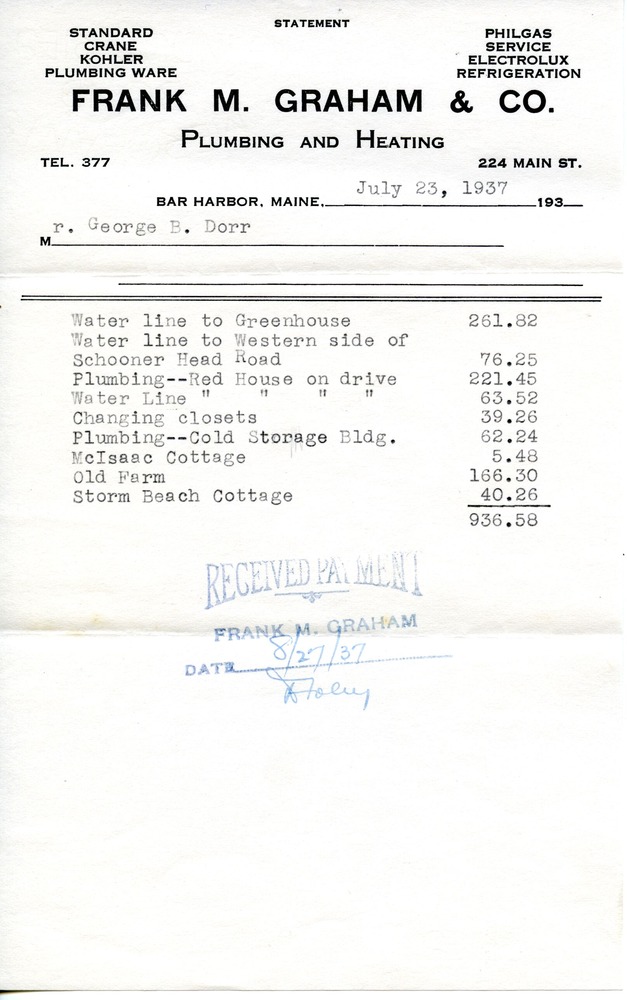 STATEMENT
STANDARD
CRANE
KOHLER
PLUMBING WARE
PHILGAS
SERVICE
ELECTROLUX
REFRIGERATION
FRANK M. GRAHAM & CO.
PLUMBING AND HEATING
TEL. 377
224 MAIN ST.
BAR HARBOR, MAINE, July 23, 1937 193
Mr. George B. Dorr
Water line to Greenhouse 261.82
Water line to Western side of
Schooner Head Road 76.25
Plumbing--Red House on drive 221.45
Water Line " " " " 63.52
Changing closets 39.26
Plumbing--Cold Storage Bldg. 62.24
McIsaac Cottage 5.48
Old Farm 166.30
Storm Beach Cottage 40.26
936.58
RECEIVED PAYMENT
FRANK M. GRAHAM
DATE 8/27/37